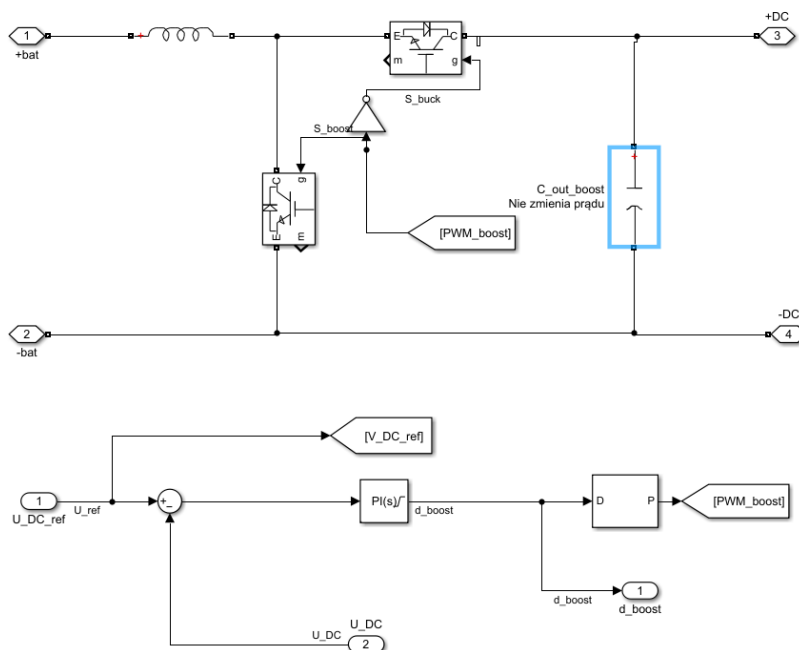 1
+bat
E
C
m
g
+DC
3
S_buck
S_boost
C
g
E
m
[PWM_boost]
C_out_boost
Nie zmienia prądu
2
-bat
-DC
4
[V_DC_ref]
1
U_DC_ref
U_ref
+
−
PI(s)
d_boost
D
P
[PWM_boost]
d_boost
1
d_boost
U_DC
U_DC
2